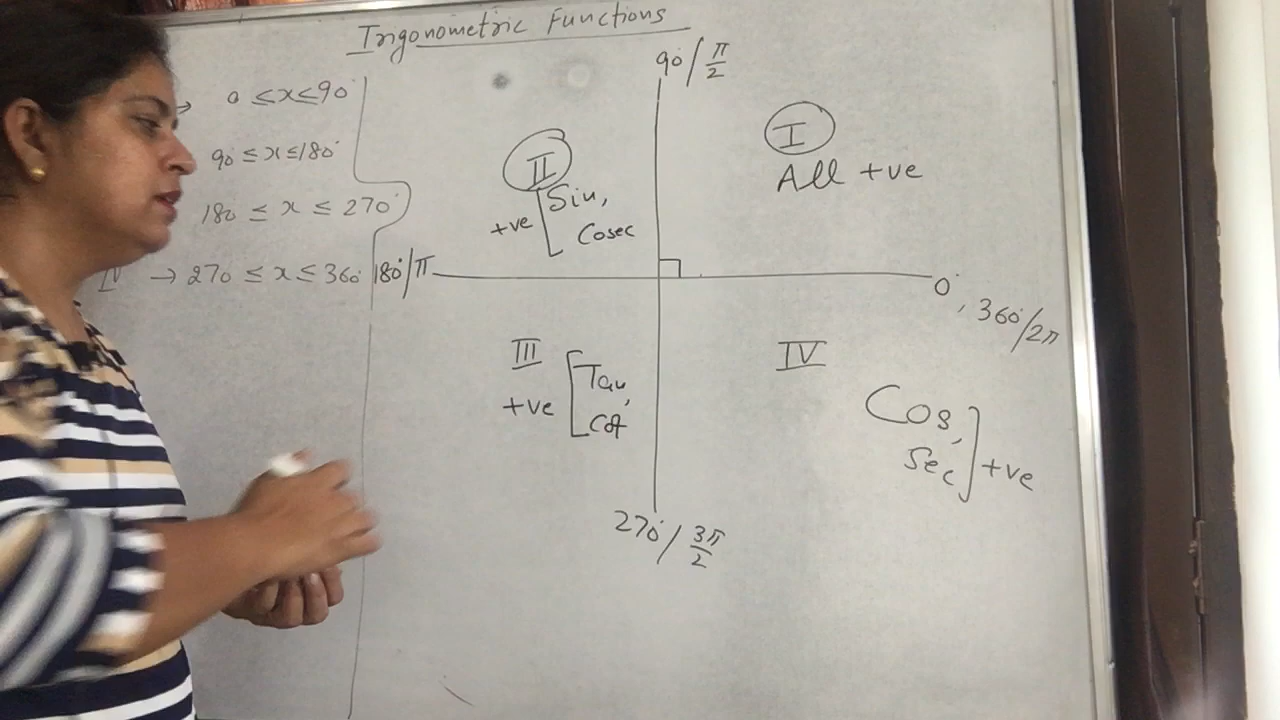 Trigonometric Functions
→ 0 ≤ x ≤ 90°
90° ≤ x ≤ 180°
180 ≤ x ≤ 270°
IV → 270 ≤ x ≤ 360°
90°/π/2
I
All +ve
II
+ve [Sin,
Cosec
180°/π
0°, 360°/2π
III
+ve [Tan,
Cot
IV
Cos,
Sec] +ve
270°/3π/2